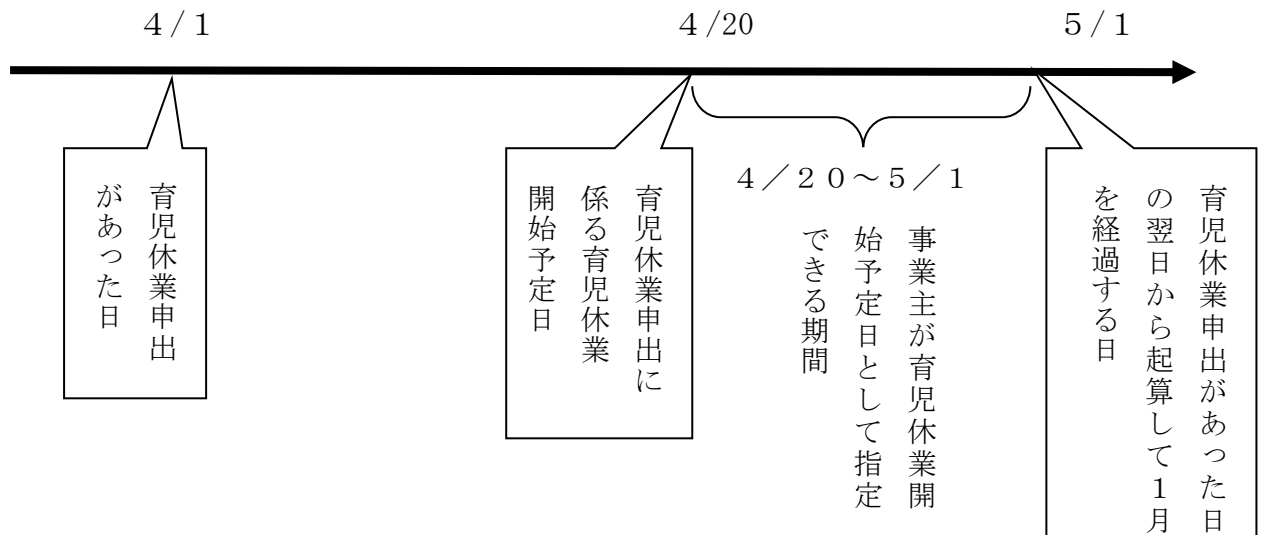 ４/１
４/20
５/１
育児休業申出
があった日
育児休業申出に
係る育児休業
開始予定日
４／２０～５／１
事業主が育児休業開
始予定日として指定
できる期間
育児休業申出があった日
の翌日から起算して１月
を経過する日